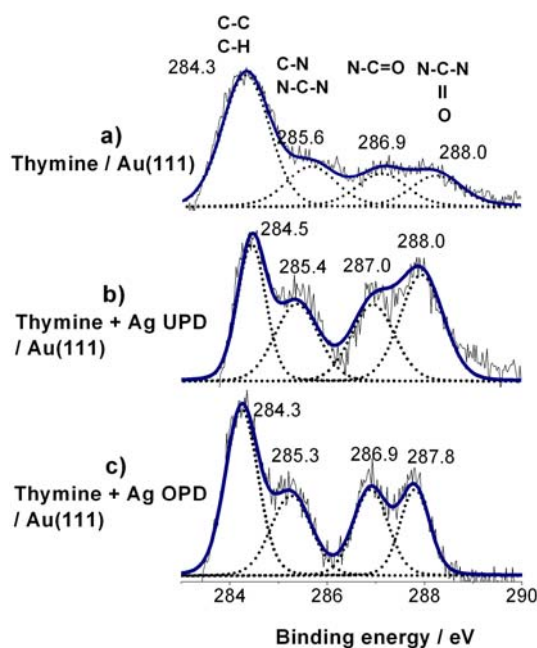 C-C
C-H
284.3
C-N
N-C-N
N-C=O
N-C-N
||
O
a)
Thymine / Au(111)
285.6
286.9
288.0
284.5
285.4
287.0
288.0
b)
Thymine + Ag UPD
/ Au(111)
284.3
285.3
286.9
287.8
c)
Thymine + Ag OPD
/ Au(111)
284
286
288
290
Binding energy / eV